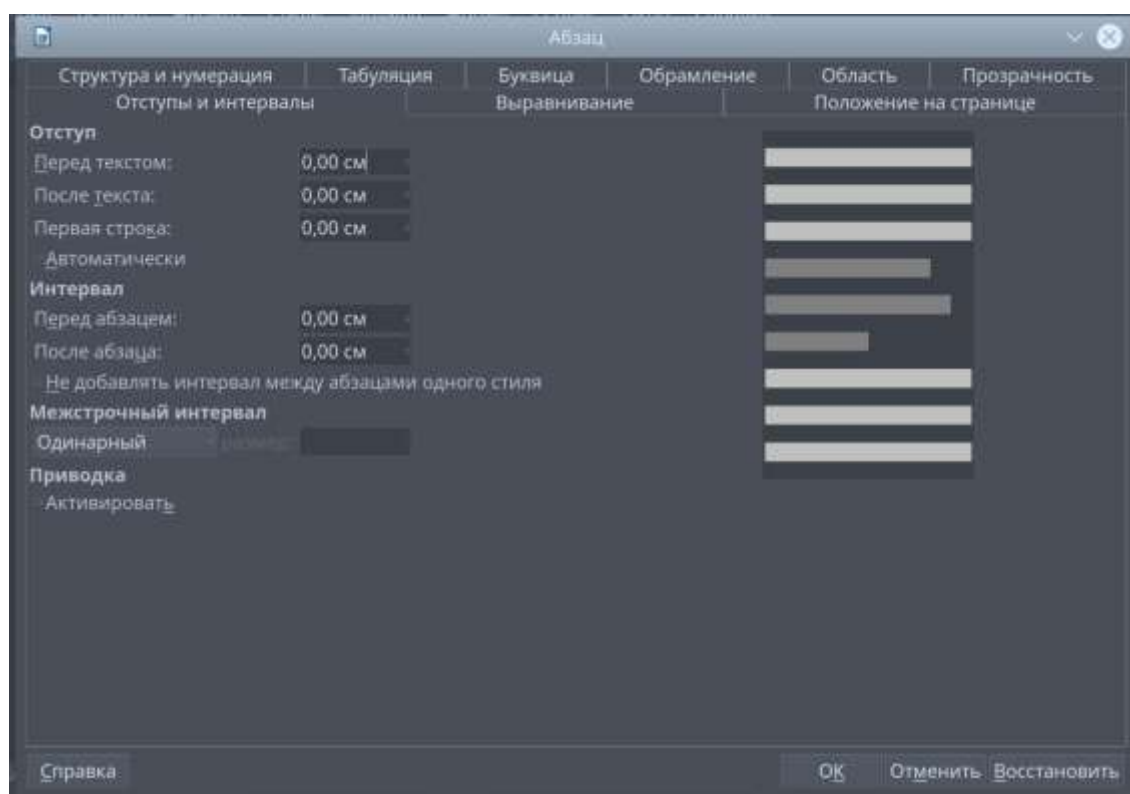 Абзац
Структура и нумерация Табуляция Буквица Обрамление Область Прозрачность
Отступы и интервалы Выравнивание Положение на странице
Отступ
Перед текстом: 0,00 см
После текста: 0,00 см
Первая строка: 0,00 см
Автоматически
Интервал
Перед абзацем: 0,00 см
После абзаца: 0,00 см
Не добавлять интервал между абзацами одного стиля
Межстрочный интервал
Одинарный размер:
Приводка
Активировать
Справка ОК Отменить Восстановить